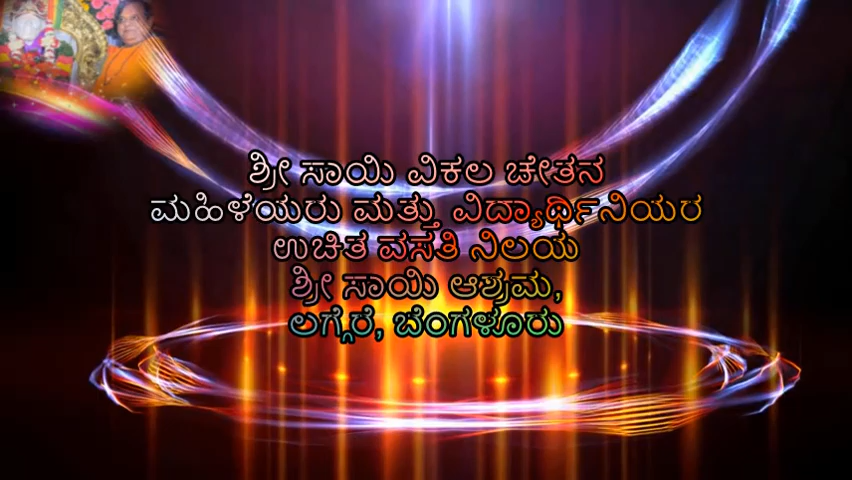 ಶ್ರೀ ಸಾಯಿ ವಿಕಲ ಚೇತನ
ಮಹಿಳೆಯರು ಮತ್ತು ವಿದ್ಯಾರ್ಥಿನಿಯರ
ಉಚಿತ ವಸತಿ ನಿಲಯ
ಶ್ರೀ ಸಾಯಿ ಆಶ್ರಮ,
ಲಗ್ಗೆರೆ, ಬೆಂಗಳೂರು